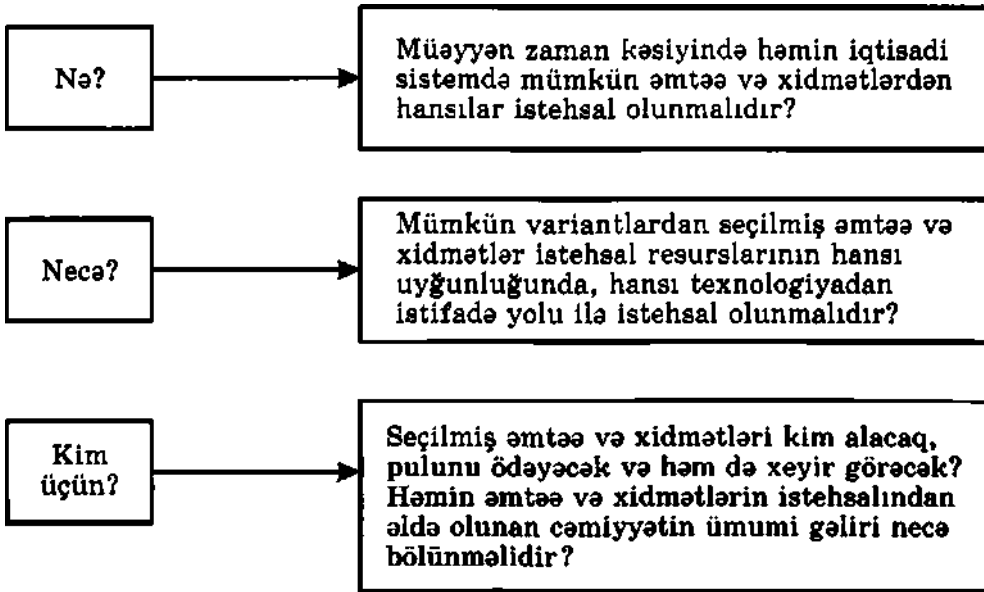 Nə?
Müəyyən zaman kəsiyində həmin iqtisadi
sistemdə mümkün əmtəə və xidmətlərdən
hansılar istehsal olunmalıdır?
Necə?
Mümkün variantlardan seçilmiş əmtəə və
xidmətlər istehsal resurslarının hansı
uyğunluğunda, hansı texnologiyadan
istifadə yolu ilə istehsal olunmalıdır?
Kim
üçün?
Seçilmiş əmtəə və xidmətləri kim alacaq,
pulunu ödəyəcək və həm də xeyir görəcək?
Həmin əmtəə və xidmətlərin istehsalından
əldə olunan cəmiyyətin ümumi gəliri necə
bölünməlidir?